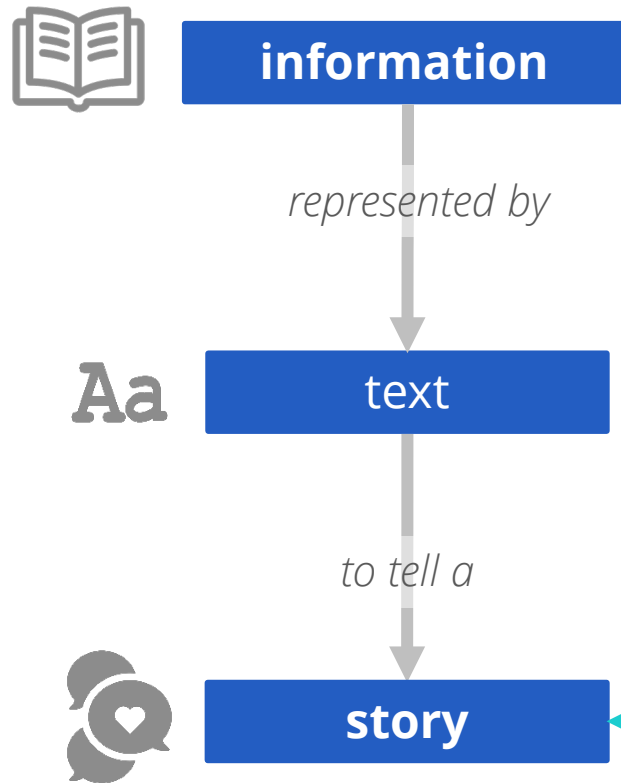 information
represented by
Aa
text
to tell a
story